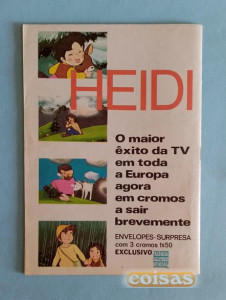 HEIDI
O maior
êxito da TV
em toda
a Europa
agora
em cromos
a sair
brevemente
ENVELOPES-SURPRESA
com 3 cromos 1$50
EXCLUSIVO
coisas